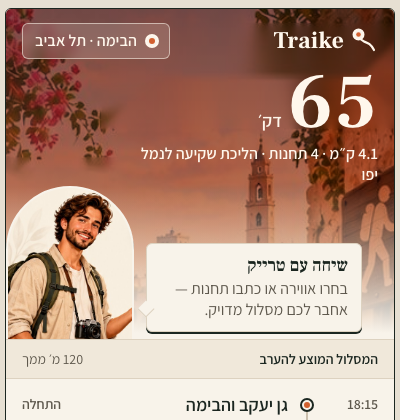 Traike
הבימה · תל אביב
65 דק׳
4.1 ק״מ · 4 תחנות · הליכת שקיעה לנמל
יפו
שיחה עם טרייק
בחרו אווירה או כתבו תחנות —
אחבר לכם מסלול מדויק.
המסלול המוצע להערב
120 מ׳ ממך
18:15
גן יעקב והבימה
התחלה